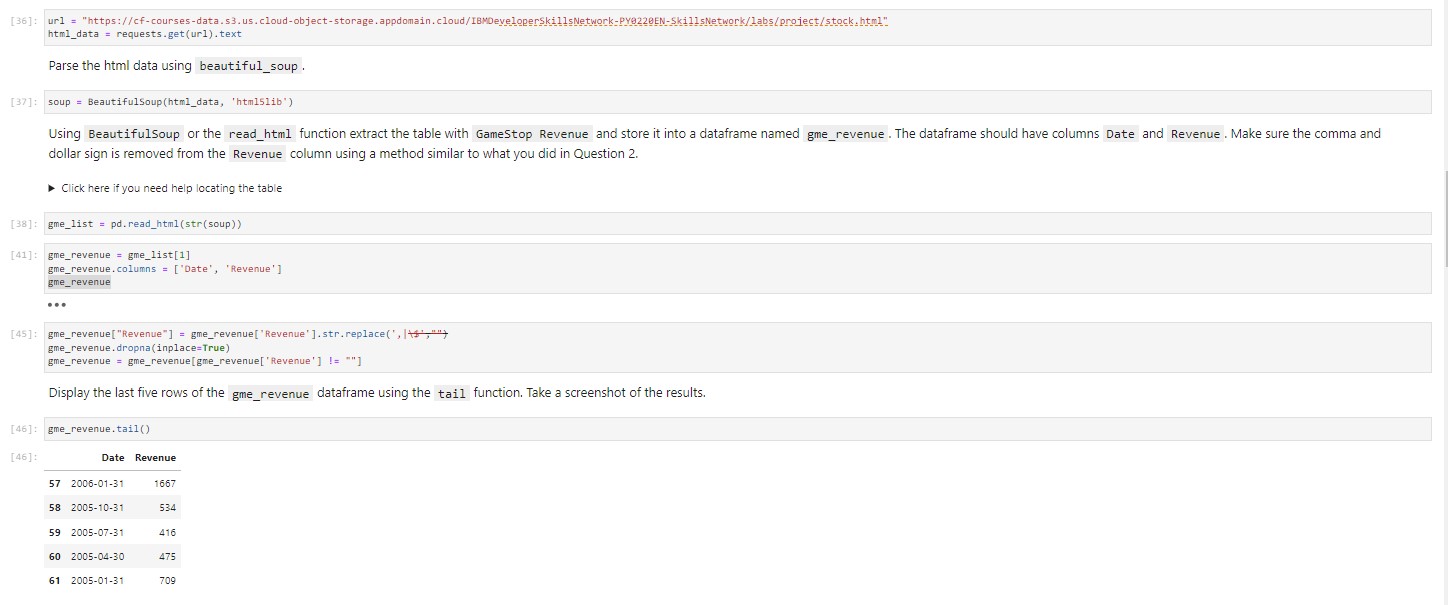 [36]: url = "https://cf-courses-data.s3.us.cloud-object-storage.appdomain.cloud/IBMDeveloperSkillsNetwork-PY0220EN-SkillsNetwork/labs/project/stock.html"
html_data = requests.get(url).text
Parse the html data using beautiful_soup.
[37]: soup = BeautifulSoup(html_data, 'html5lib')
Using BeautifulSoup or the read_html function extract the table with GameStop Revenue and store it into a dataframe named gme_revenue. The dataframe should have columns Date and Revenue. Make sure the comma and
dollar sign is removed from the Revenue column using a method similar to what you did in Question 2.
▶ Click here if you need help locating the table
[38]: gme_list = pd.read_html(str(soup))
[41]: gme_revenue = gme_list[1]
gme_revenue.columns = ['Date', 'Revenue']
gme_revenue
•••
[45]: gme_revenue["Revenue"] = gme_revenue['Revenue'].str.replace(',|\$',"")
gme_revenue.dropna(inplace=True)
gme_revenue = gme_revenue[gme_revenue['Revenue'] != ""]
Display the last five rows of the gme_revenue dataframe using the tail function. Take a screenshot of the results.
[46]: gme_revenue.tail()
[46]: Date Revenue
57 2006-01-31 1667
58 2005-10-31 534
59 2005-07-31 416
60 2005-04-30 475
61 2005-01-31 709